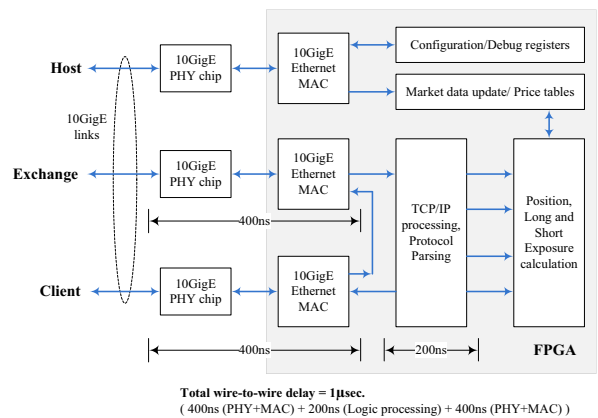 Host
10GigE
PHY chip
10GigE
Ethernet
MAC
Configuration/Debug registers
Market data update/ Price tables
10GigE
links
Exchange
10GigE
PHY chip
10GigE
Ethernet
MAC
400ns
TCP/IP
processing,
Protocol
Parsing
Position,
Long and
Short
Exposure
calculation
Client
10GigE
PHY chip
10GigE
Ethernet
MAC
400ns
200ns
FPGA
Total wire-to-wire delay = 1µsec.
( 400ns (PHY+MAC) + 200ns (Logic processing) + 400ns (PHY+MAC) )